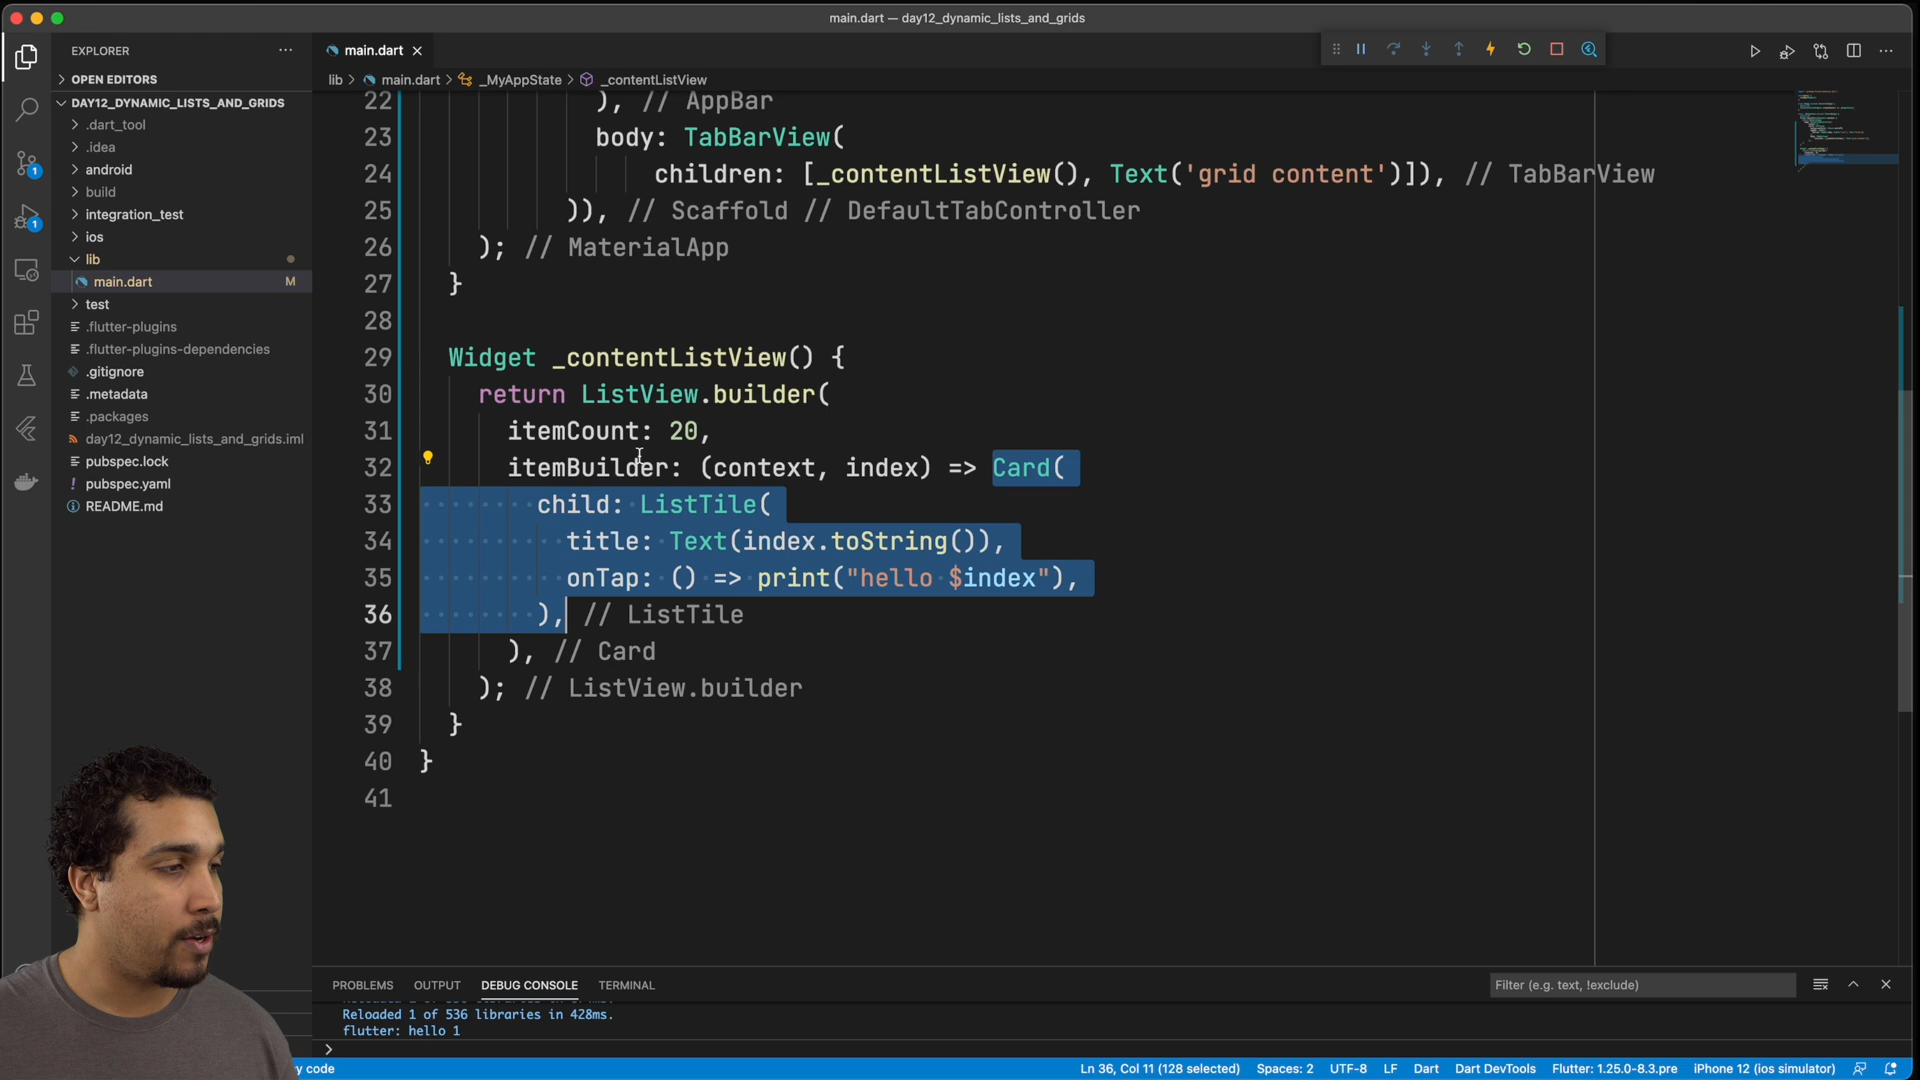 main.dart — day12_dynamic_lists_and_grids
EXPLORER
main.dart
OPEN EDITORS
lib > main.dart > _MyAppState > _contentListView
DAY12_DYNAMIC_LISTS_AND_GRIDS
.dart_tool
.idea
android
build
integration_test
ios
lib
main.dart M
test
.flutter-plugins
.flutter-plugins-dependencies
.gitignore
.metadata
.packages
day12_dynamic_lists_and_grids.iml
pubspec.lock
pubspec.yaml
README.md
1
1
22 ), // AppBar
23 body: TabBarView(
24 children: [_contentListView(), Text('grid content')]), // TabBarView
25 )), // Scaffold // DefaultTabController
26 ); // MaterialApp
27 }
28
29 Widget _contentListView() {
30 return ListView.builder(
31 itemCount: 20,
32 itemBuilder: (context, index) => Card(
33 child: ListTile(
34 title: Text(index.toString()),
35 onTap: () => print("hello $index"),
36 ), // ListTile
37 ), // Card
38 ); // ListView.builder
39 }
40 }
41
PROBLEMS OUTPUT DEBUG CONSOLE TERMINAL Filter (e.g. text, !exclude)
Reloaded 1 of 536 libraries in 428ms.
flutter: hello 1
>
ry code Ln 36, Col 11 (128 selected) Spaces: 2 UTF-8 LF Dart Dart DevTools Flutter: 1.25.0-8.3.pre iPhone 12 (ios simulator)